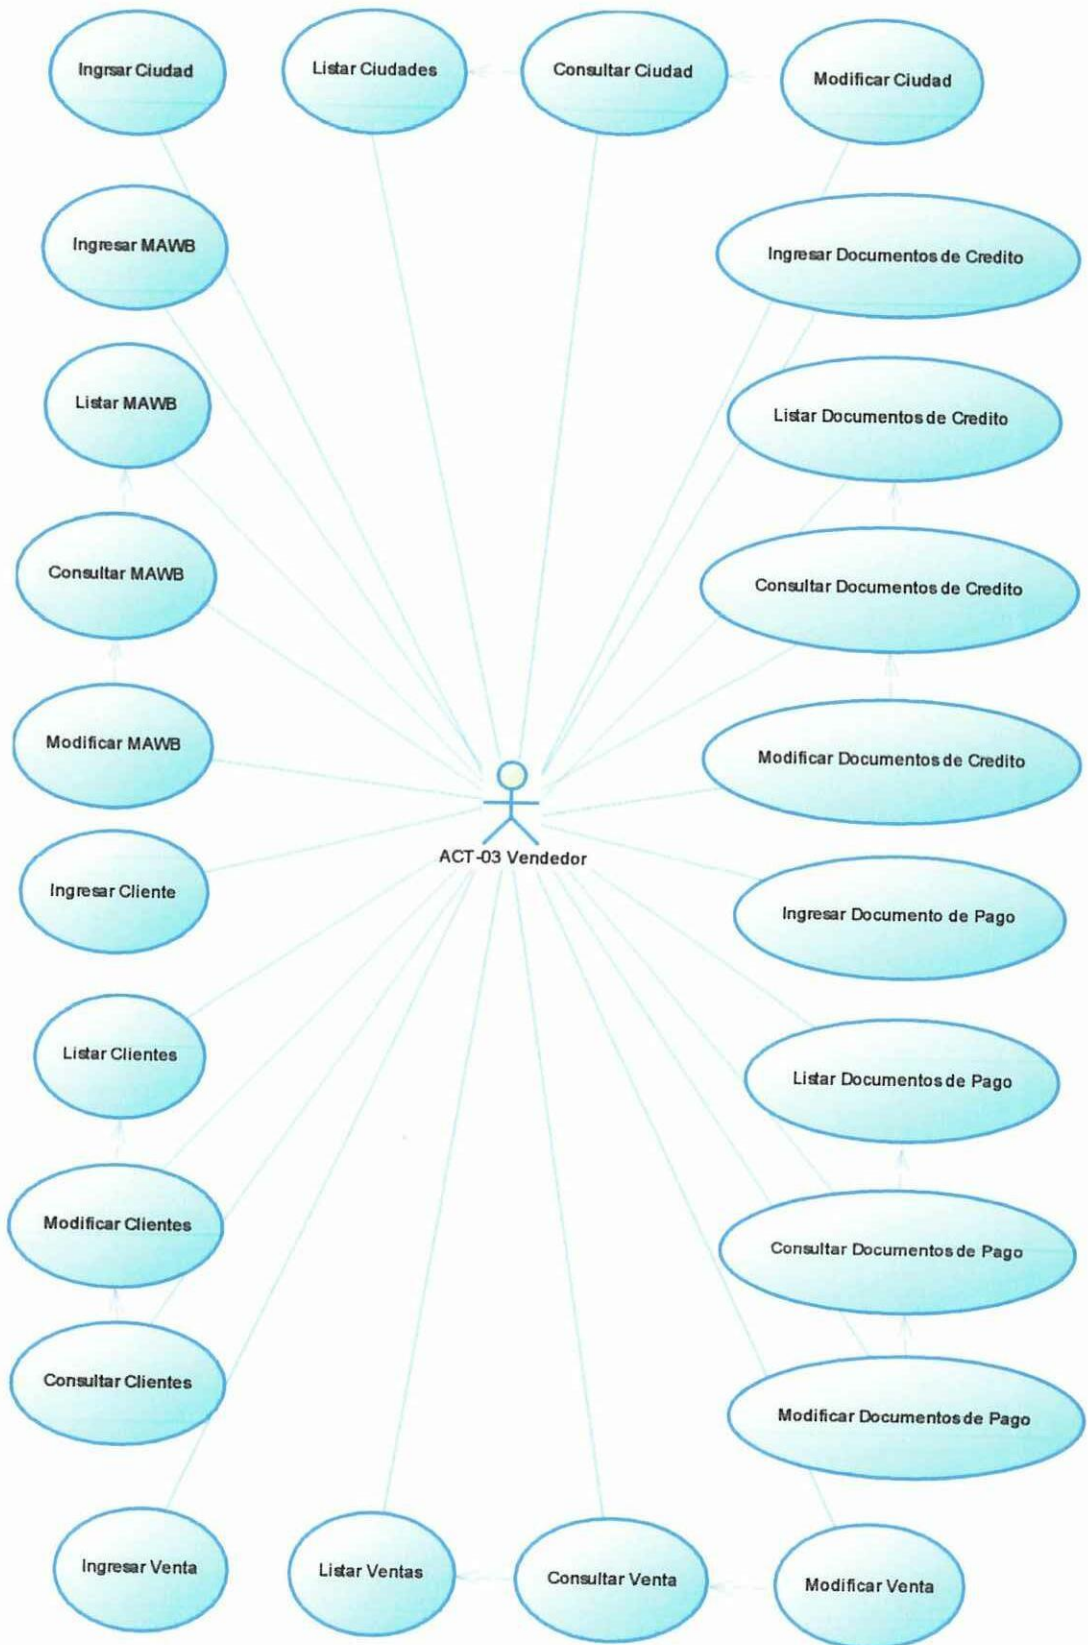 Ingrsar Ciudad
Listar Ciudades
Consultar Ciudad
Modificar Ciudad
Ingresar MAWB
Ingresar Documentos de Credito
Listar MAWB
Listar Documentos de Credito
Consultar MAWB
Consultar Documentos de Credito
Modificar MAWB
Modificar Documentos de Credito
ACT-03 Vendedor
Ingresar Cliente
Ingresar Documento de Pago
Listar Clientes
Listar Documentos de Pago
Modificar Clientes
Consultar Documentos de Pago
Consultar Clientes
Modificar Documentos de Pago
Ingresar Venta
Listar Ventas
Consultar Venta
Modificar Venta